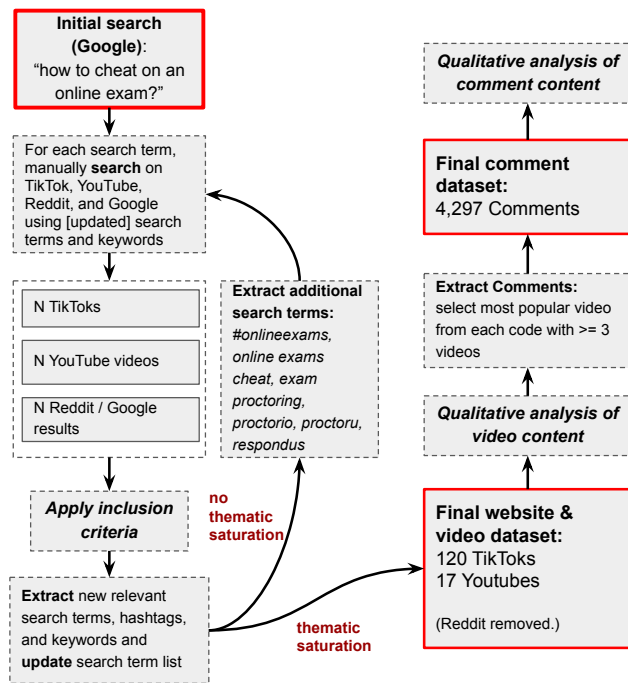 Initial search
(Google):
“how to cheat on an
online exam?”
For each search term,
manually search on
TikTok, YouTube,
Reddit, and Google
using [updated] search
terms and keywords
N TikToks
N YouTube videos
N Reddit / Google
results
Apply inclusion
criteria
Extract new relevant
search terms, hashtags,
and keywords and
update search term list
no
thematic
saturation
Extract additional
search terms:
#onlineexams,
online exams
cheat, exam
proctoring,
proctorio, proctoru,
respondus
thematic
saturation
Final website &
video dataset:
120 TikToks
17 Youtubes
(Reddit removed.)
Qualitative analysis of
video content
Extract Comments:
select most popular video
from each code with >= 3
videos
Final comment
dataset:
4,297 Comments
Qualitative analysis of
comment content